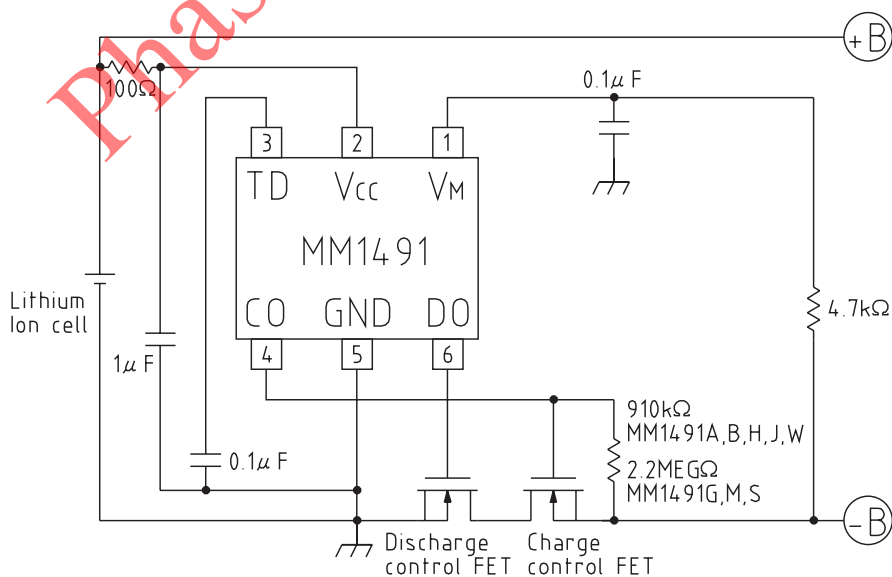 Phas
+B
100Ω
0.1μF
3
2
1
TD
Vcc
VM
MM1491
Lithium
Ion cell
CO
GND
DO
4.7kΩ
1μF
4
5
6
910kΩ
MM1491A,B,H,J,W
0.1μF
2.2MEGΩ
MM1491G,M,S
−B
Discharge
control FET
Charge
control FET